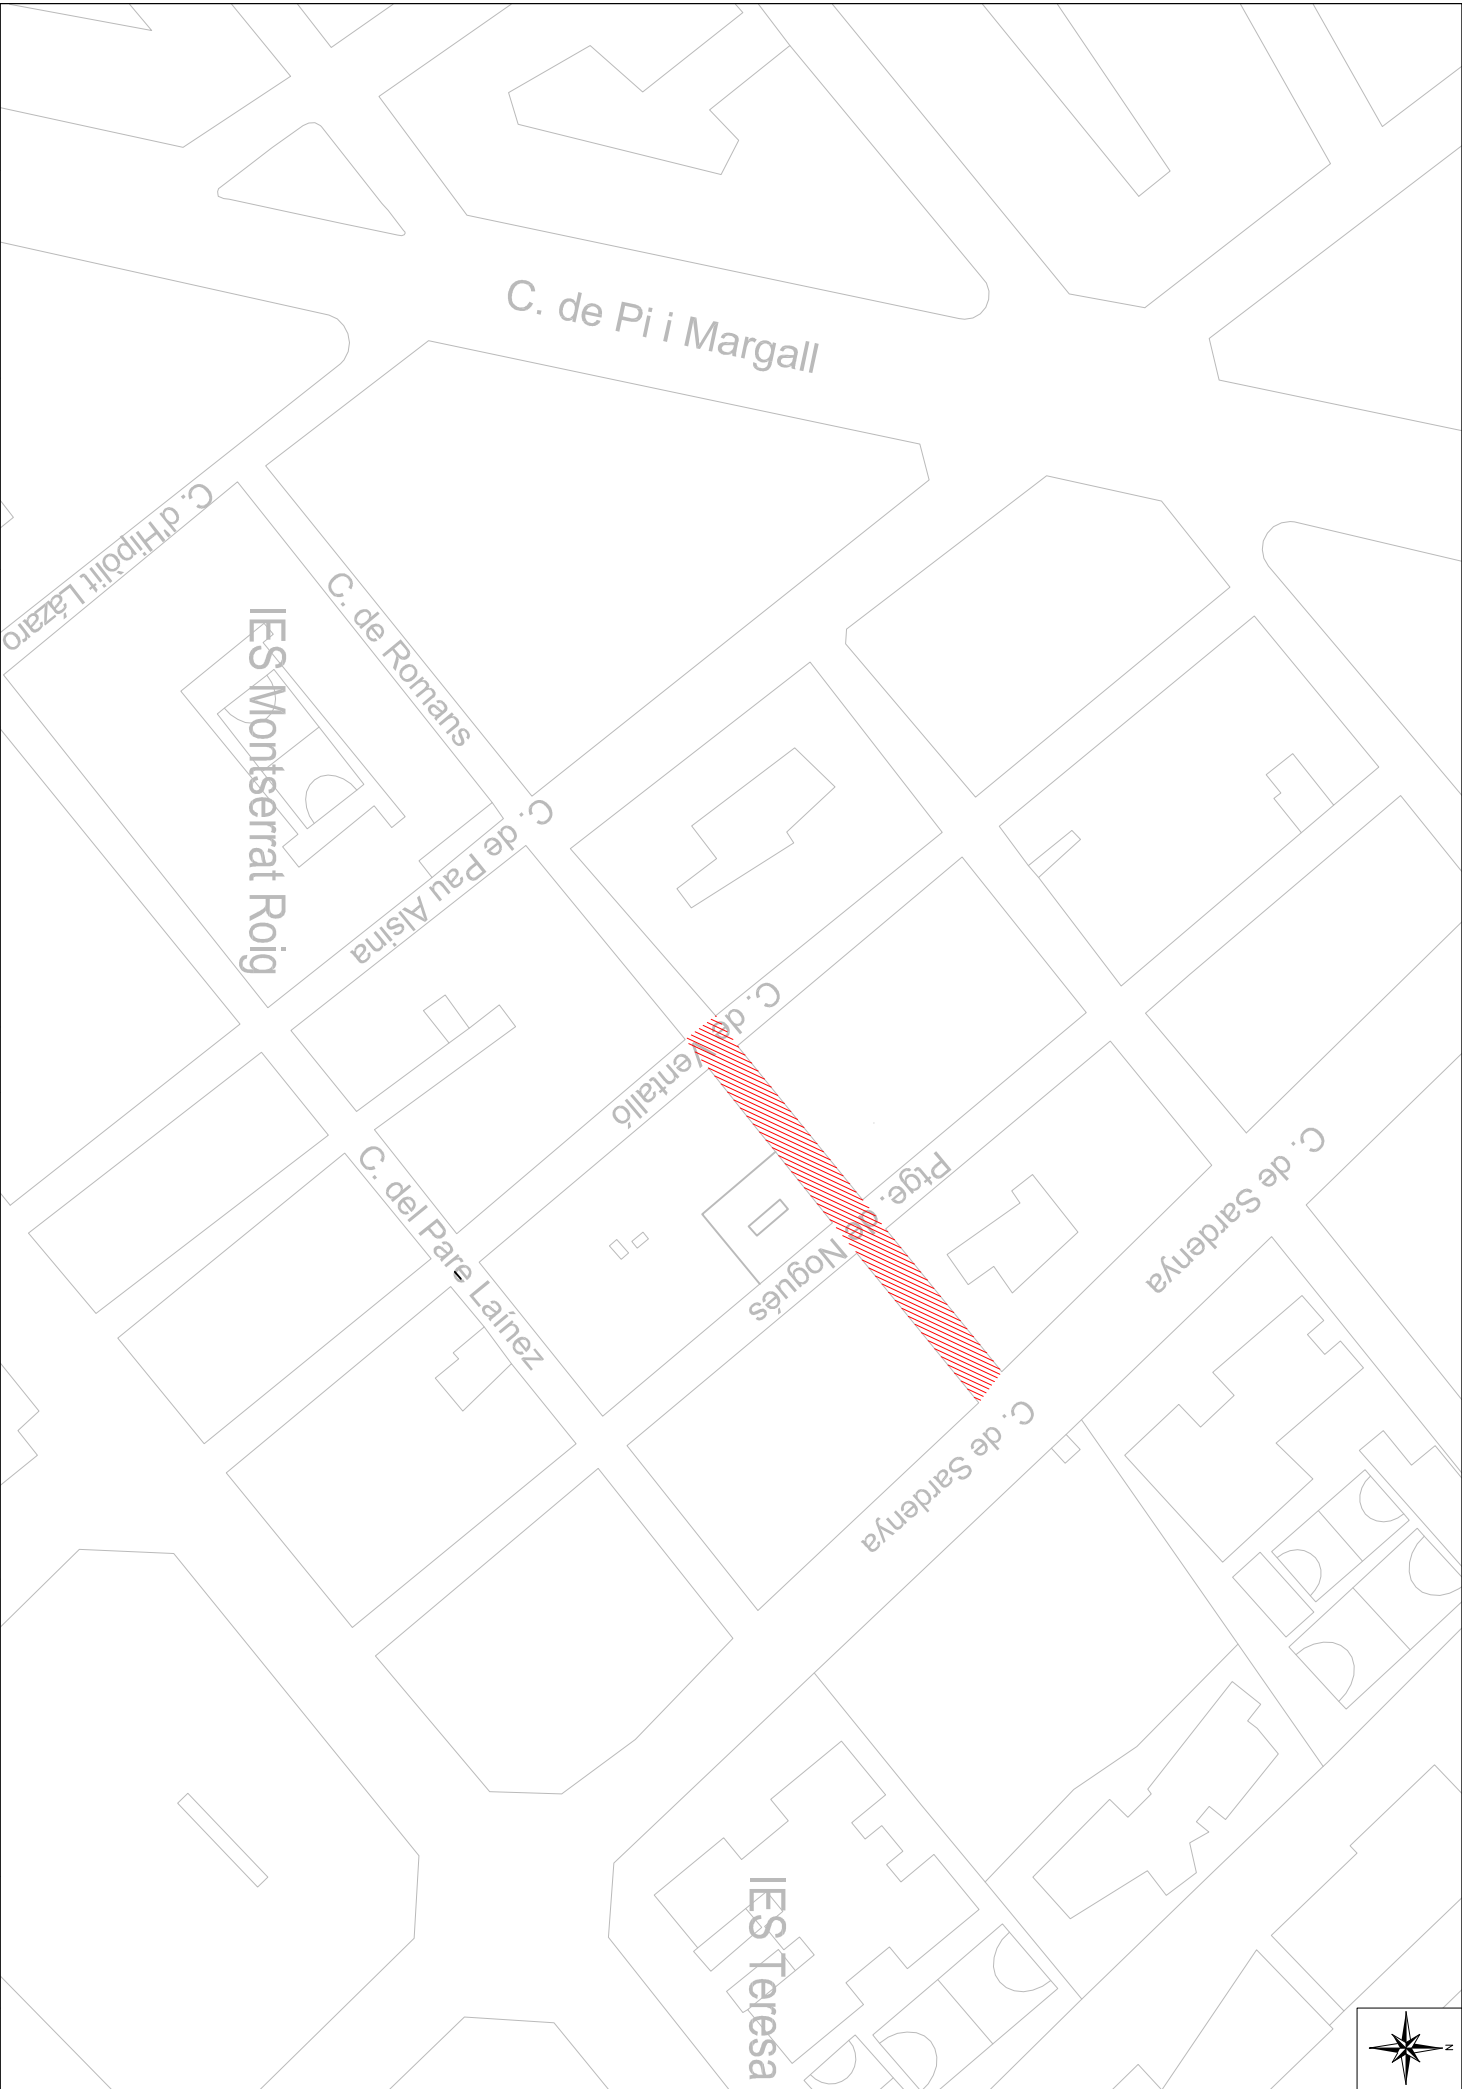 C. de Pi i Margall
C. d'Hipòlit Lázaro
C. de Romans
IES Montserrat Roig
C. de Pau Alsina
C. de Ventalló
C. de Sardenya
Ptge. de Nogués
C. del Pare Laínez
C. de Sardenya
IES Teresa
N